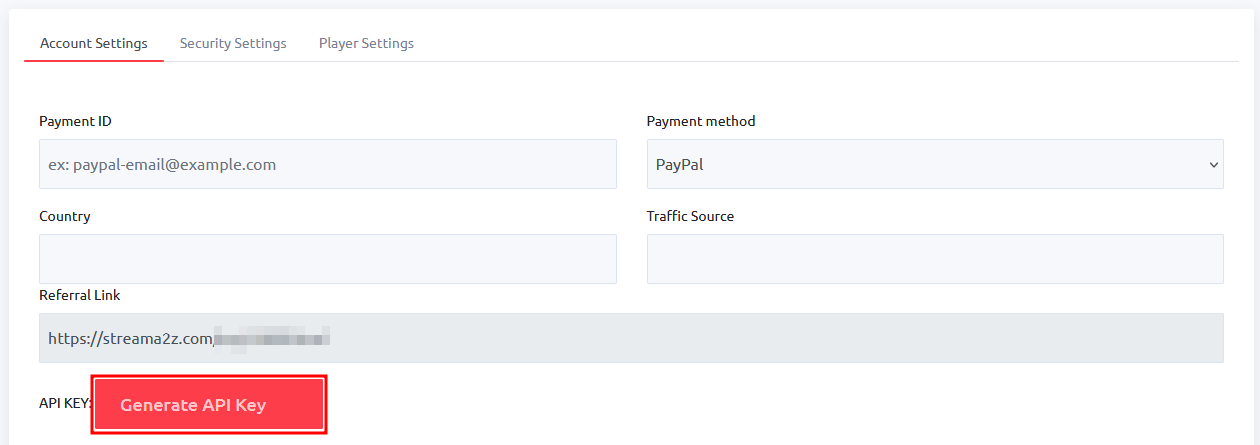 Account Settings Security Settings Player Settings
Payment ID Payment method
ex: paypal-email@example.com PayPal
Country Traffic Source
Referral Link
https://streama2z.com/
API KEY: Generate API Key